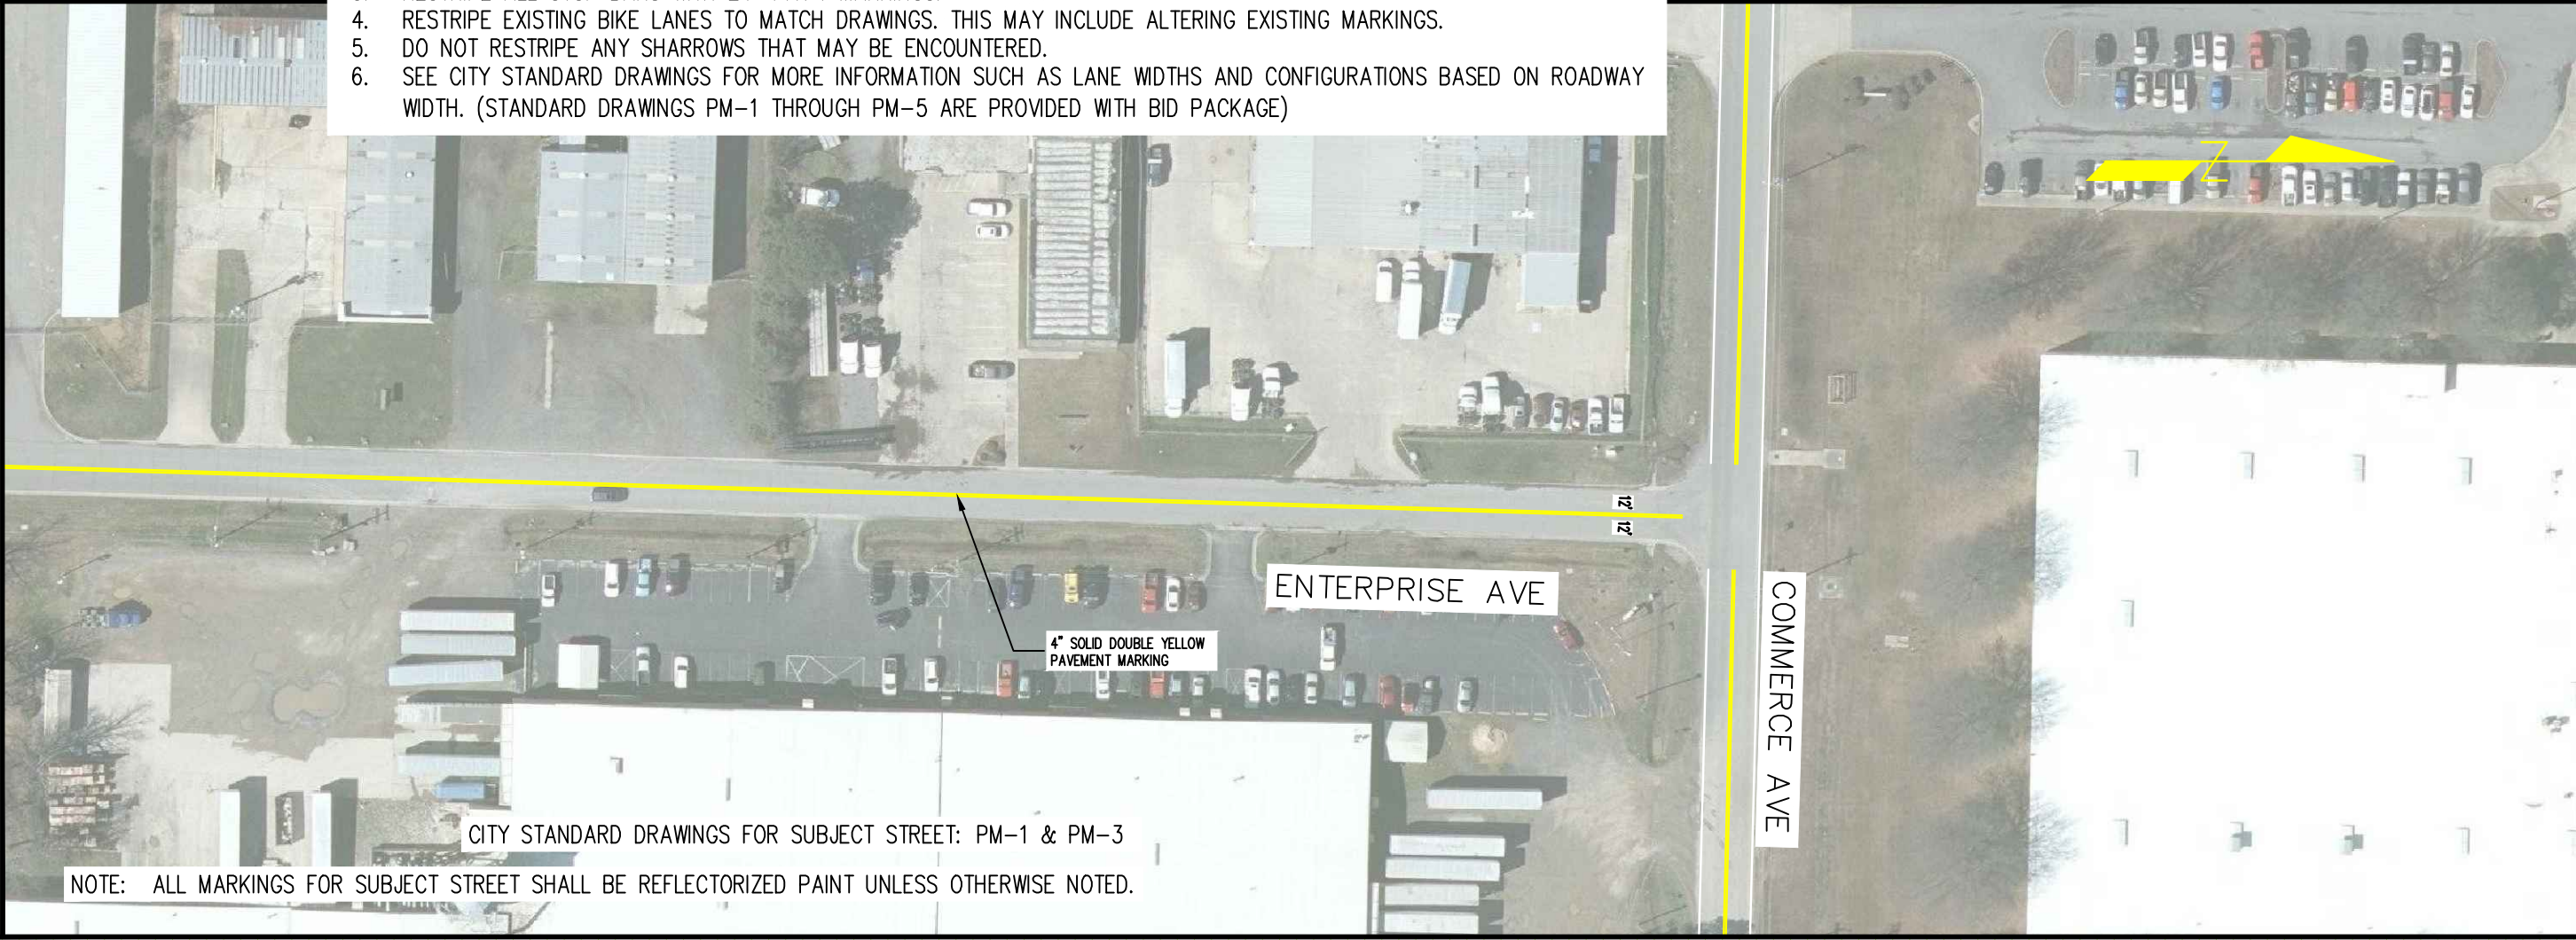 4. RESTRIPE EXISTING BIKE LANES TO MATCH DRAWINGS. THIS MAY INCLUDE ALTERING EXISTING MARKINGS.
5. DO NOT RESTRIPE ANY SHARROWS THAT MAY BE ENCOUNTERED.
6. SEE CITY STANDARD DRAWINGS FOR MORE INFORMATION SUCH AS LANE WIDTHS AND CONFIGURATIONS BASED ON ROADWAY
WIDTH. (STANDARD DRAWINGS PM-1 THROUGH PM-5 ARE PROVIDED WITH BID PACKAGE)
N
12'
12'
ENTERPRISE AVE
COMMERCE AVE
4" SOLID DOUBLE YELLOW
PAVEMENT MARKING
CITY STANDARD DRAWINGS FOR SUBJECT STREET: PM-1 & PM-3
NOTE: ALL MARKINGS FOR SUBJECT STREET SHALL BE REFLECTORIZED PAINT UNLESS OTHERWISE NOTED.